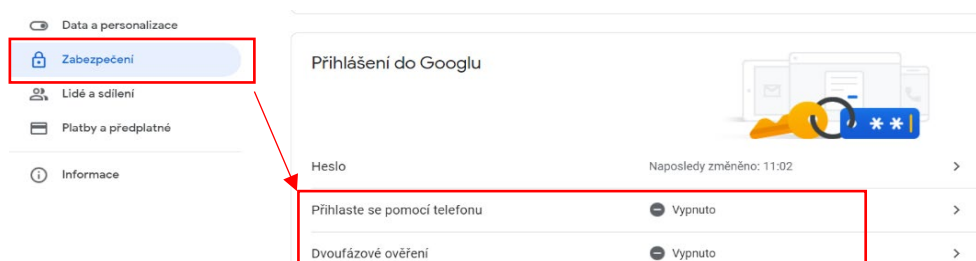 Data a personalizace
Zabezpečení
Lidé a sdílení
Platby a předplatné
Informace
Přihlášení do Googlu
**|
Heslo Naposledy změněno: 11:02
Přihlaste se pomocí telefonu Vypnuto
Dvoufázové ověření Vypnuto